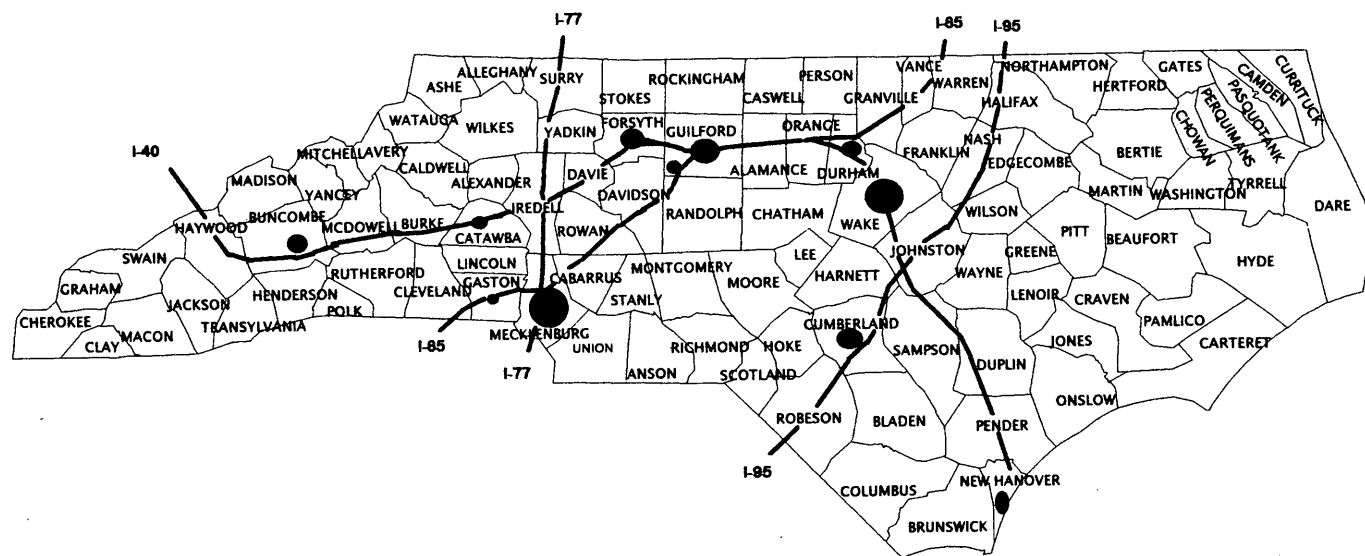 I-77
I-85
I-95
ALLEGHANY
SURRY
ASHE
ROCKINGHAM
STOKES
PERSON
CASWELL
VANCE
WARREN
GRANVILLE
NORTHAMPTON
HALIFAX
GATES
HERTFORD
CAMDEN
CURRITUCK
PASQUOTANK
PERQUIMANS
CHOWAN
WATAUGA
WILKES
YADKIN
FORSYTH
GUILFORD
ORANGE
NASH
FRANKLIN
EDGECOMBE
BERTIE
I-40
MITCHELL
AVERY
CALDWELL
ALEXANDER
DAVIE
ALAMANCE
DURHAM
MADISON
YANCEY
DAVIDSON
MARTIN
WASHINGTON
TYRRELL
DARE
BUNCOMBE
HAYWOOD
MCDOWELL
BURKE
IREDELL
CATAWBA
ROWAN
RANDOLPH
CHATHAM
WAKE
WILSON
PITT
BEAUFORT
SWAIN
LINCOLN
RUTHERFORD
LEE
JOHNSTON
GREENE
HYDE
GRAHAM
HENDERSON
CLEVELAND
GASTON
CABARRUS
MONTGOMERY
MOORE
HARNETT
WAYNE
LENOIR
CRAVEN
JACKSON
STANLY
PAMLICO
CHEROKEE
CLAY
MACON
TRANSYLVANIA
POLK
MECKLENBURG
CUMBERLAND
I-85
UNION
RICHMOND
HOKE
SAMPSON
DUPLIN
JONES
CARTERET
I-77
ANSON
SCOTLAND
ONSLOW
ROBESON
BLADEN
PENDER
I-95
COLUMBUS
NEW HANOVER
BRUNSWICK